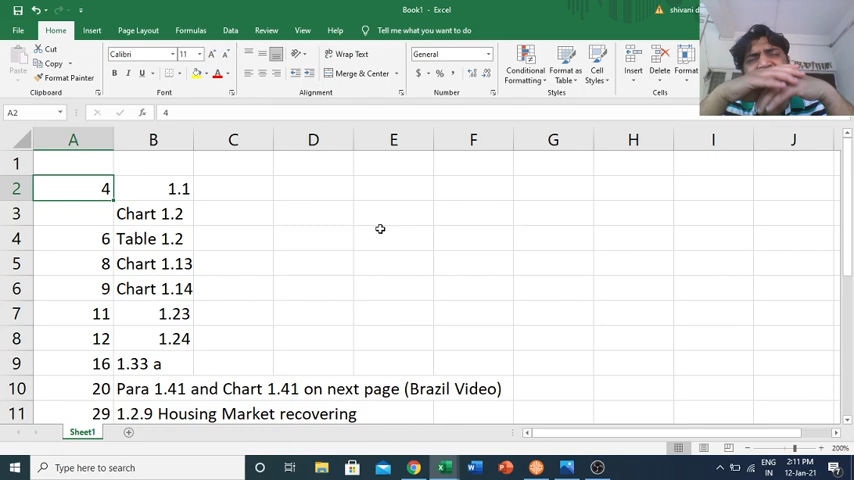 Book1 - Excel
shivani d
File Home Insert Draw Page Layout Formulas Data Review View Help Tell me what you want to do
Paste
Cut
Copy
Format Painter
Clipboard
Calibri 11
B I U
Font
Wrap Text
Merge & Center
Alignment
General
$ % ,
Number
Conditional Formatting
Format as Table
Cell Styles
Styles
Insert Delete Format
Cells
A2 fx 4
A B C D E F G H I J
1
2 4 1.1
3 Chart 1.2
4 6 Table 1.2
5 8 Chart 1.13
6 9 Chart 1.14
7 11 1.23
8 12 1.24
9 16 1.33 a
10 20 Para 1.41 and Chart 1.41 on next page (Brazil Video)
11 29 1.2.9 Housing Market recovering
Sheet1
200%
Type here to search
ENG
IN
2:11 PM
12-Jan-21